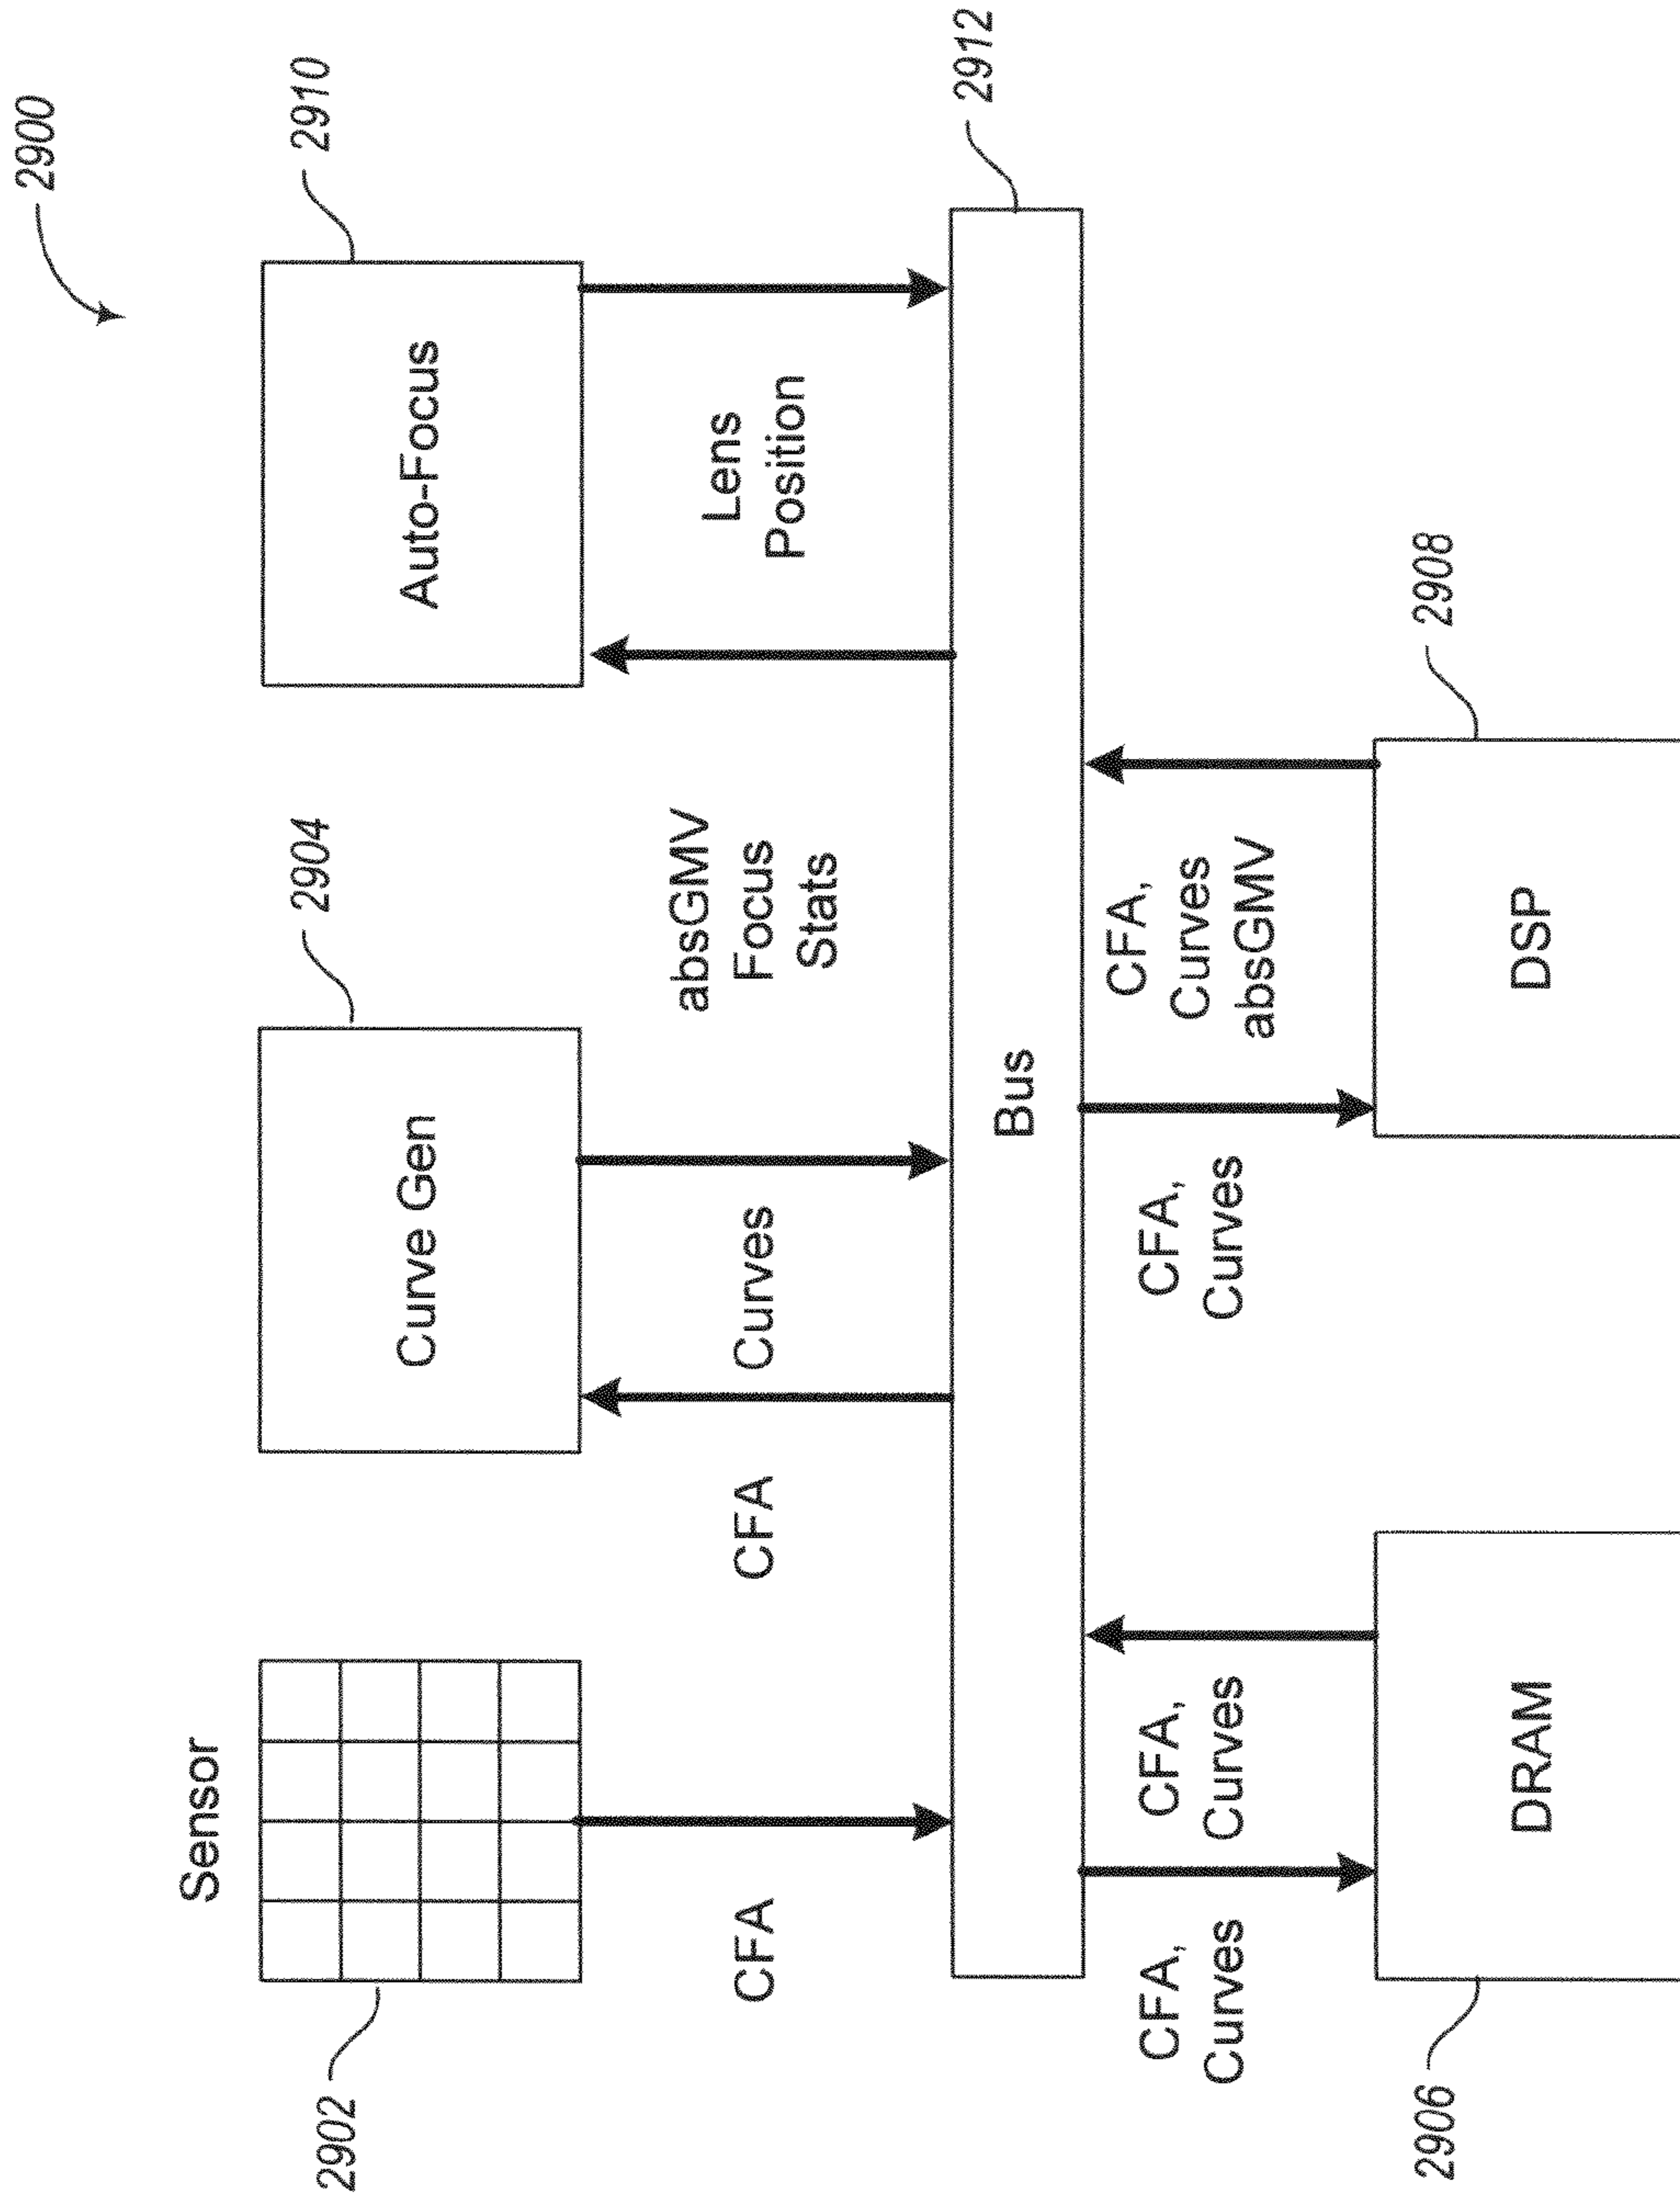 2900
Sensor
2902
2904
2910
Curve Gen
Auto-Focus
CFA
CFA
Curves
absGMV
Focus
Stats
Lens
Position
Bus
2912
CFA,
Curves
CFA,
Curves
CFA,
Curves
CFA,
Curves
absGMV
2906
DRAM
DSP
2908